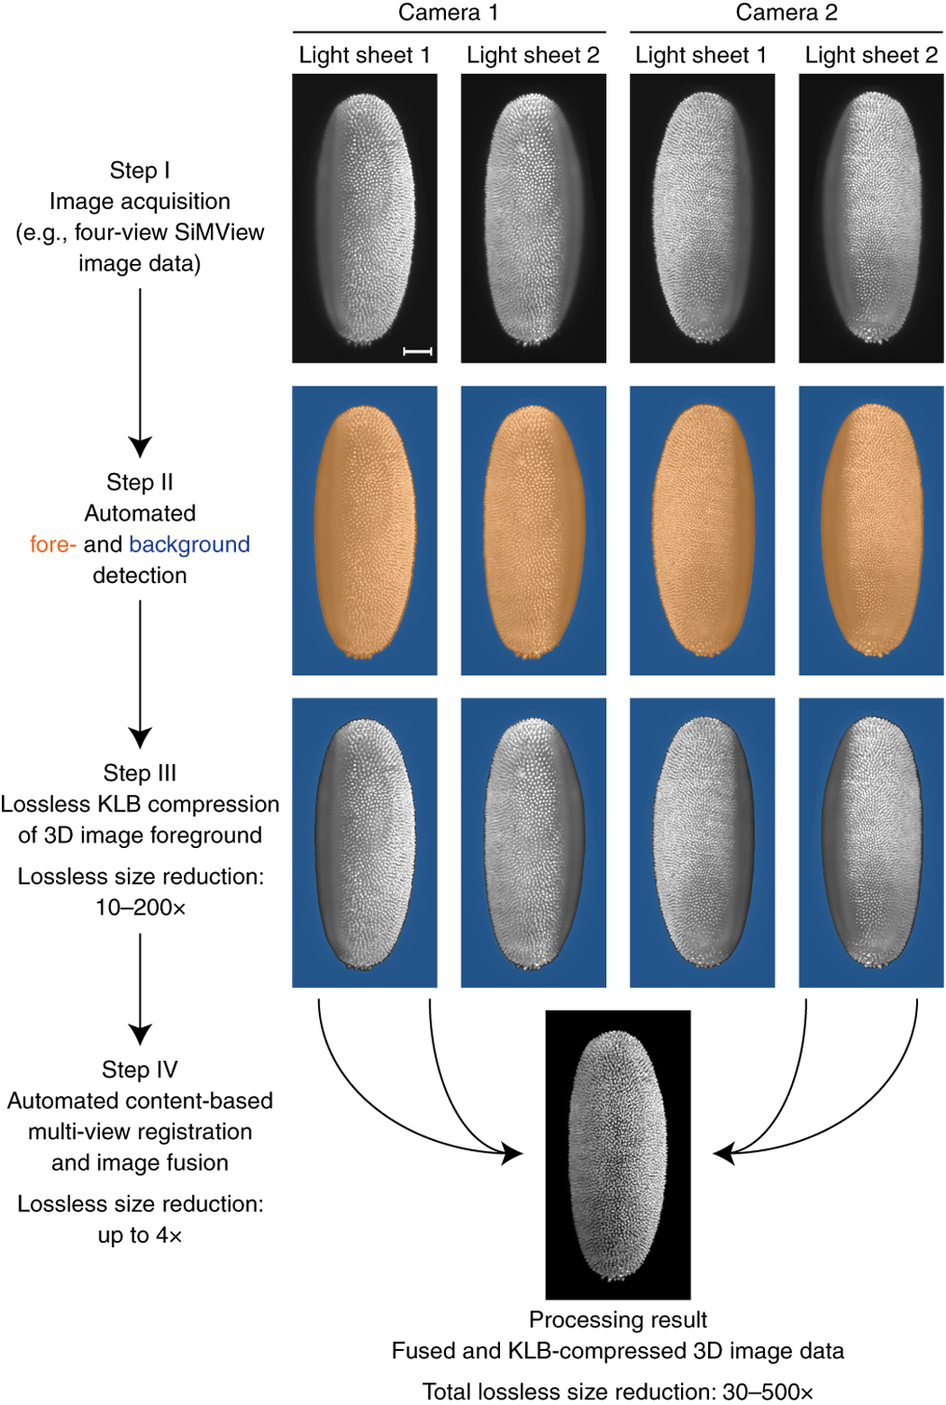 Camera 1
Camera 2
Light sheet 1
Light sheet 2
Light sheet 1
Light sheet 2
Step I
Image acquisition
(e.g., four-view SiMView
image data)
Step II
Automated
fore- and background
detection
Step III
Lossless KLB compression
of 3D image foreground
Lossless size reduction:
10–200×
Step IV
Automated content-based
multi-view registration
and image fusion
Lossless size reduction:
up to 4×
Processing result
Fused and KLB-compressed 3D image data
Total lossless size reduction: 30–500×